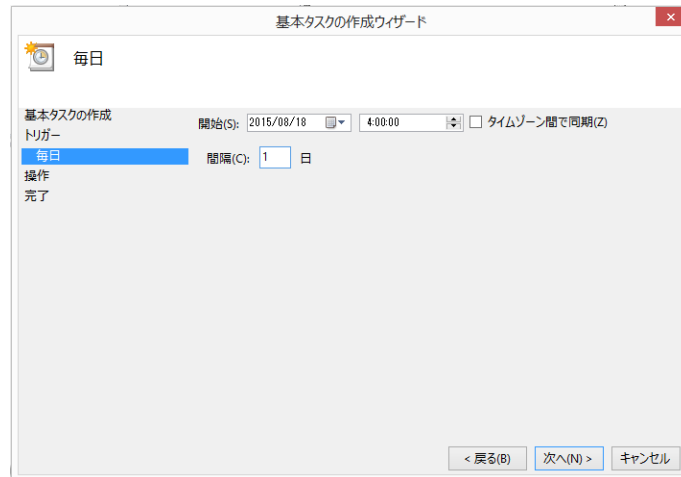 基本タスクの作成ウィザード
×
毎日
基本タスクの作成
トリガー
毎日
操作
完了
開始(S): 2015/08/18 4:00:00 タイムゾーン間で同期(Z)
間隔(C): 1 日
< 戻る(B) 次へ(N) > キャンセル